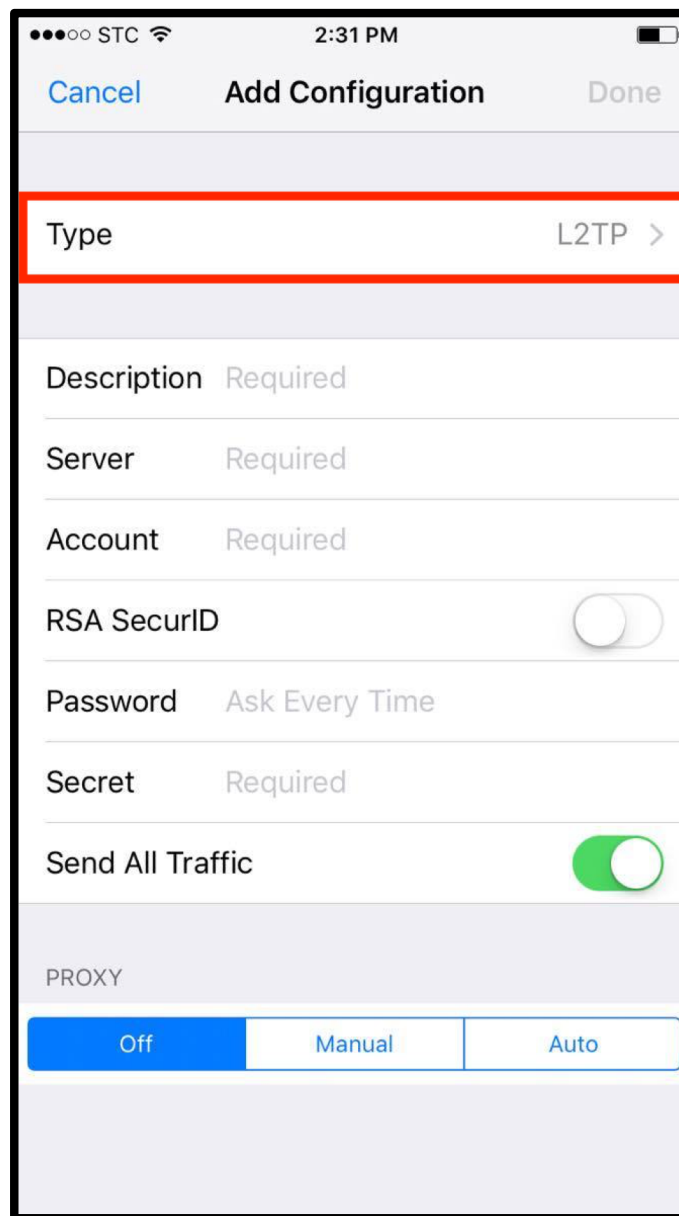 STC 2:31 PM
Cancel Add Configuration Done
Type L2TP
Description Required
Server Required
Account Required
RSA SecurID
Password Ask Every Time
Secret Required
Send All Traffic
PROXY
Off Manual Auto